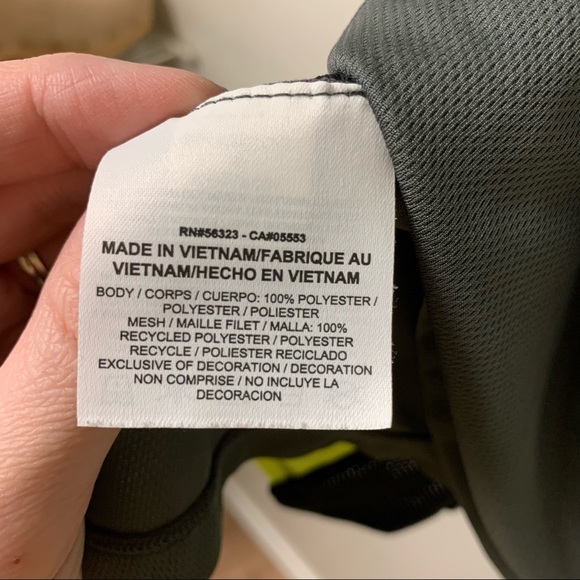 RN#56323 - CA#05553
MADE IN VIETNAM/FABRIQUE AU
VIETNAM/HECHO EN VIETNAM
BODY / CORPS / CUERPO: 100% POLYESTER /
POLYESTER / POLIESTER
MESH / MAILLE FILET / MALLA: 100%
RECYCLED POLYESTER / POLYESTER
RECYCLE / POLIESTER RECICLADO
EXCLUSIVE OF DECORATION / DECORATION
NON COMPRISE / NO INCLUYE LA
DECORACION